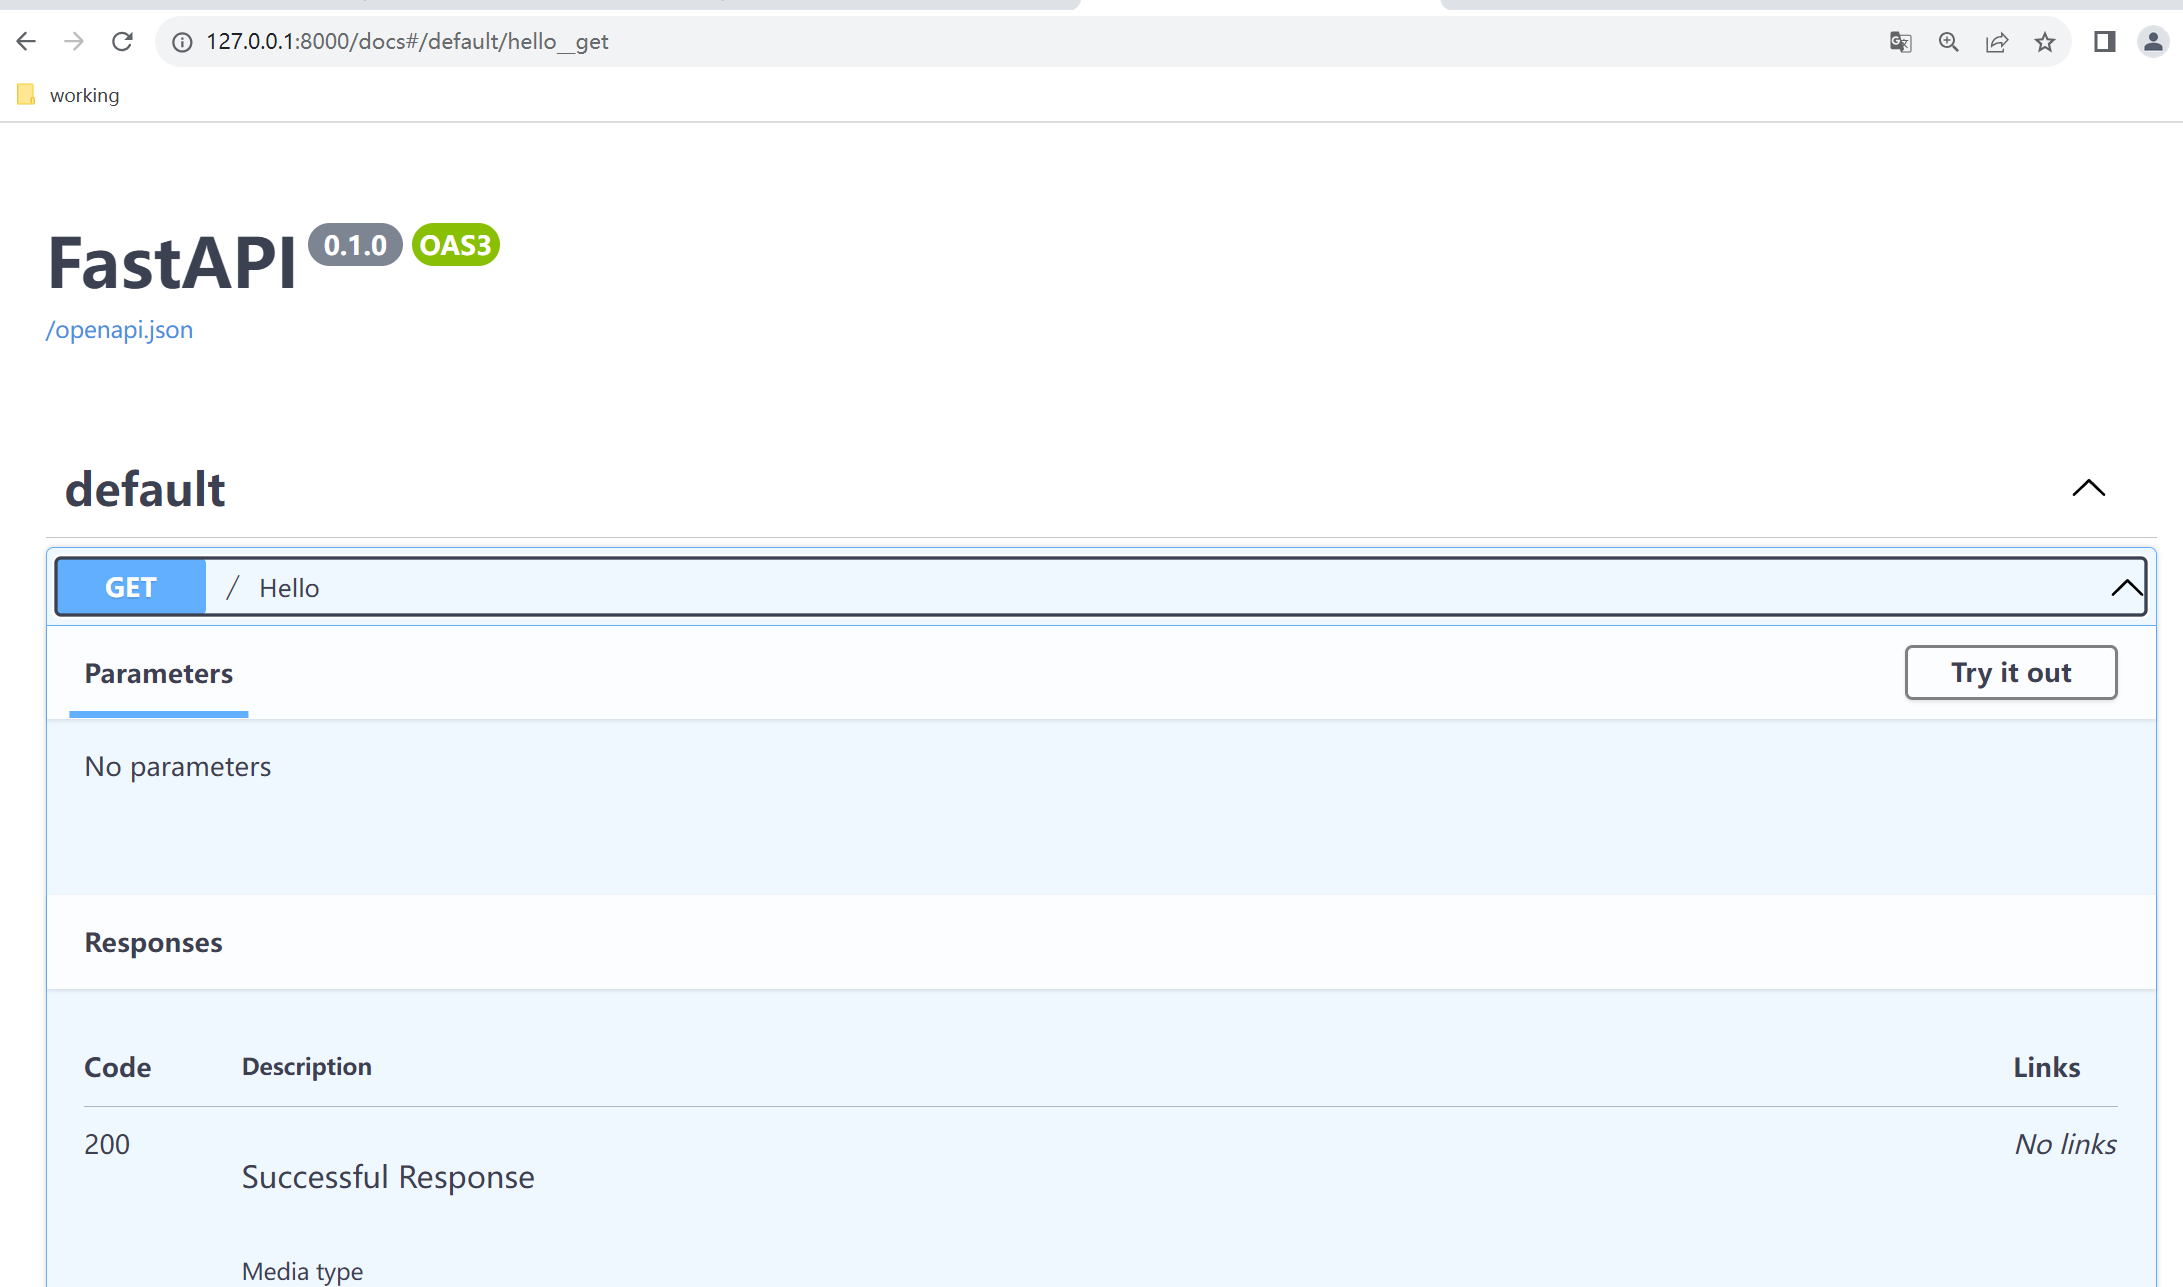 127.0.0.1:8000/docs#/default/hello__get
working
FastAPI 0.1.0 OAS3
/openapi.json
default
GET / Hello
Parameters Try it out
No parameters
Responses
Code Description Links
200 No links
Successful Response
Media type